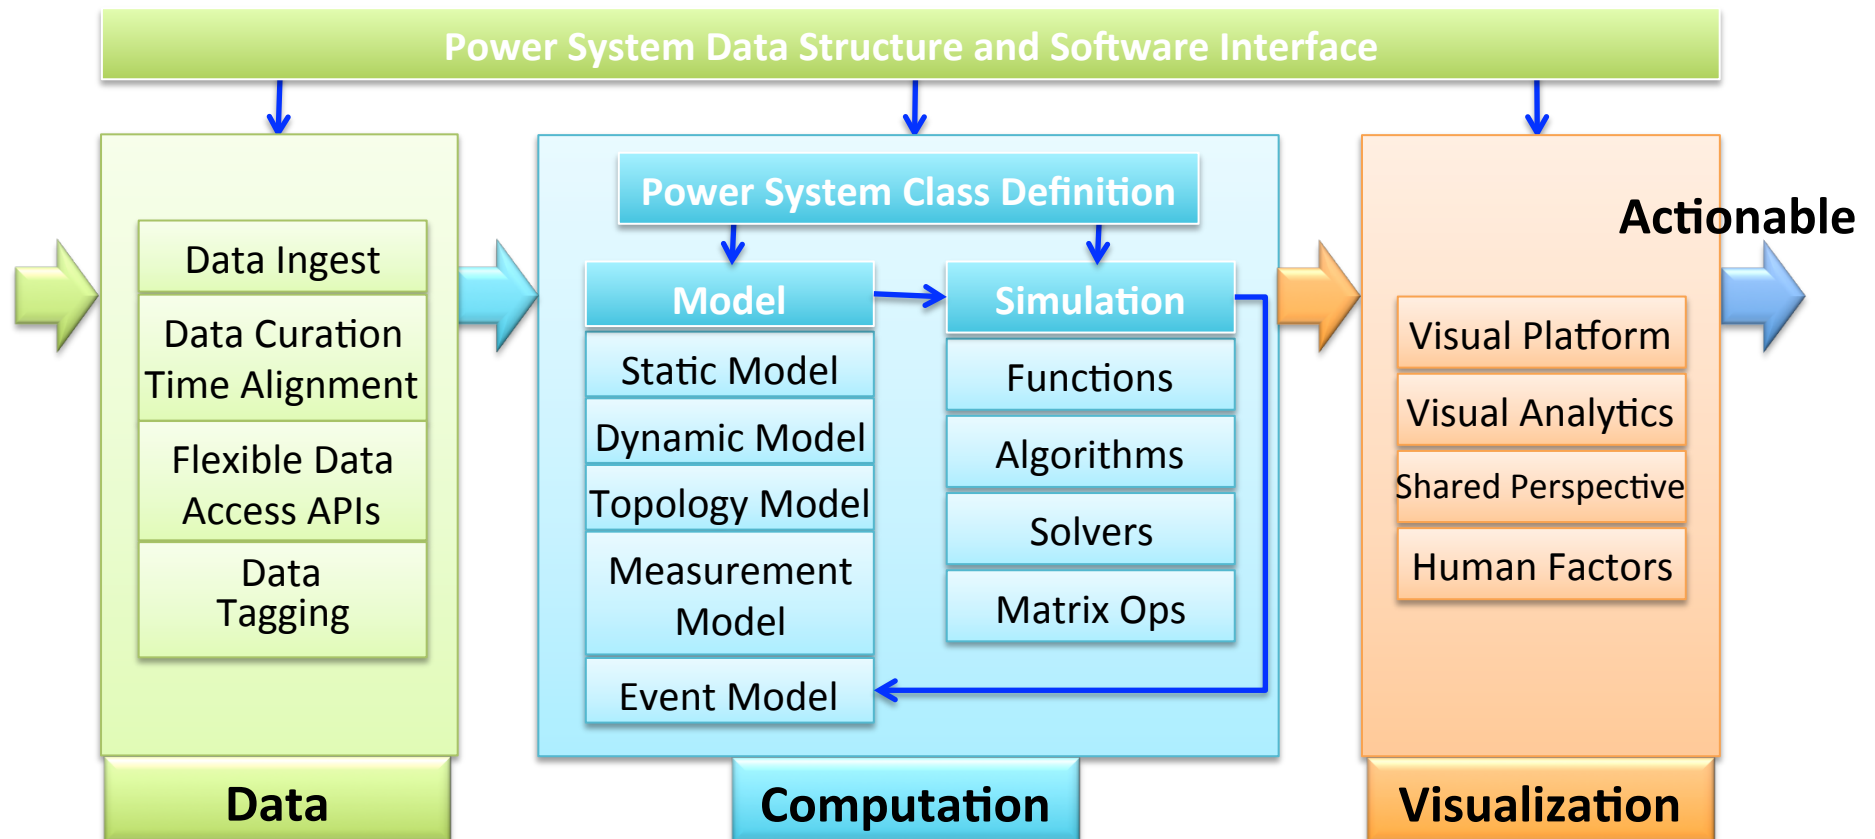 Power System Data Structure and Software Interface
Data Ingest
Data Curation
Time Alignment
Flexible Data
Access APIs
Data
Tagging
Data
Power System Class Definition
Model
Static Model
Dynamic Model
Topology Model
Measurement
Model
Event Model
Simulation
Functions
Algorithms
Solvers
Matrix Ops
Computation
Visual Platform
Visual Analytics
Shared Perspective
Human Factors
Visualization
Actionable